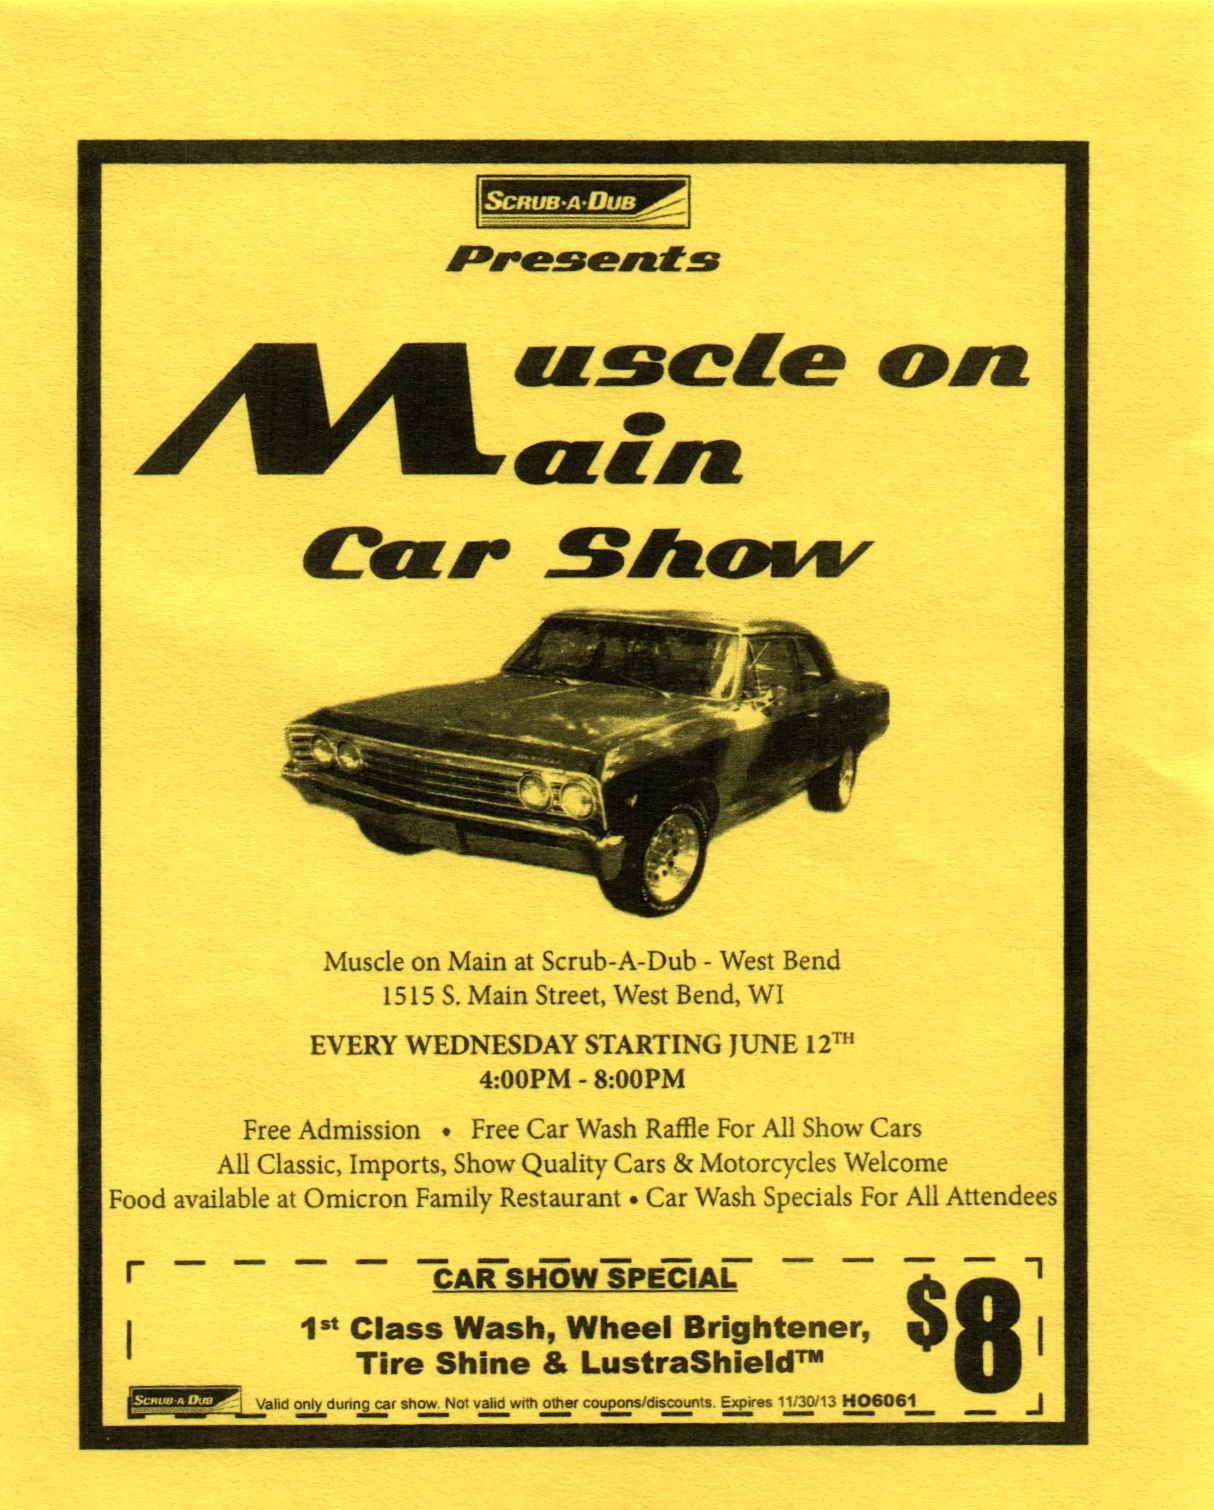 SCRUB·A·DUB
Presents
Muscle on
Main
Car Show
Muscle on Main at Scrub-A-Dub - West Bend
1515 S. Main Street, West Bend, WI
EVERY WEDNESDAY STARTING JUNE 12TH
4:00PM - 8:00PM
Free Admission • Free Car Wash Raffle For All Show Cars
All Classic, Imports, Show Quality Cars & Motorcycles Welcome
Food available at Omicron Family Restaurant • Car Wash Specials For All Attendees
CAR SHOW SPECIAL
1st Class Wash, Wheel Brightener,
Tire Shine & LustraShield™
$8
SCRUB·A·DUB
Valid only during car show. Not valid with other coupons/discounts. Expires 11/30/13 HO6061